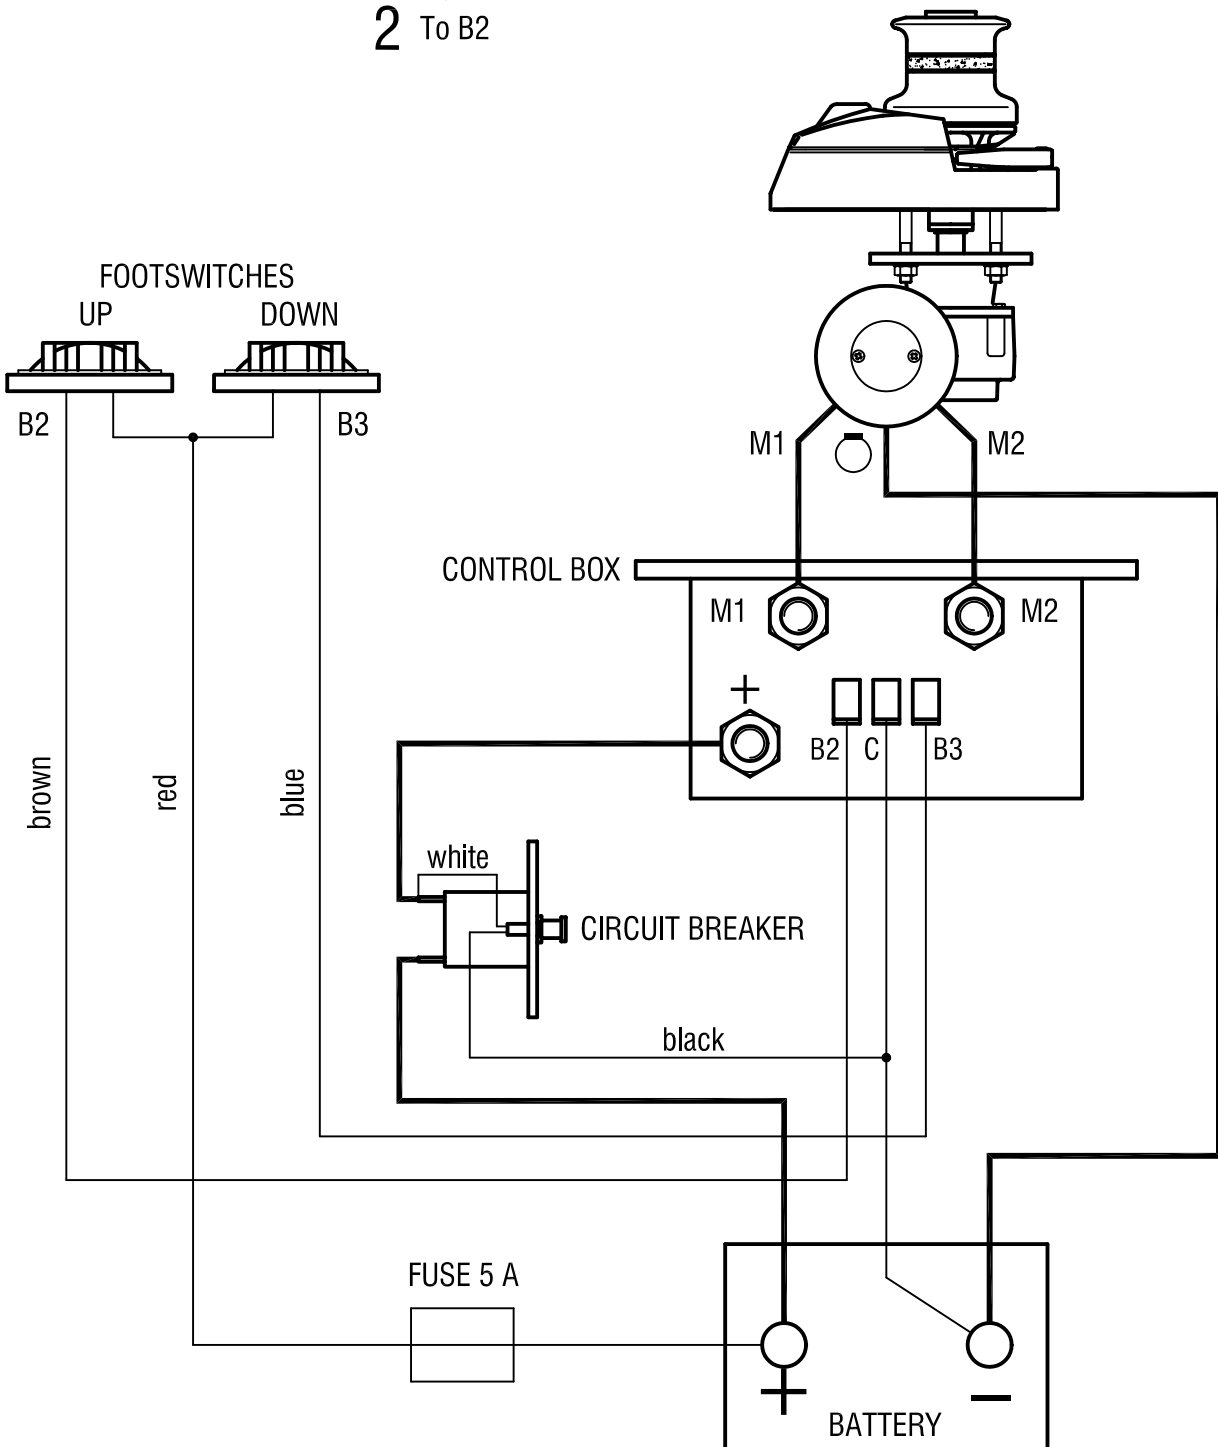 2 To B2
FOOTSWITCHES
UP DOWN
B2 B3
M1 M2
CONTROL BOX
M1 M2
+
B2 C B3
brown
red
blue
white
CIRCUIT BREAKER
black
FUSE 5 A
+ −
BATTERY